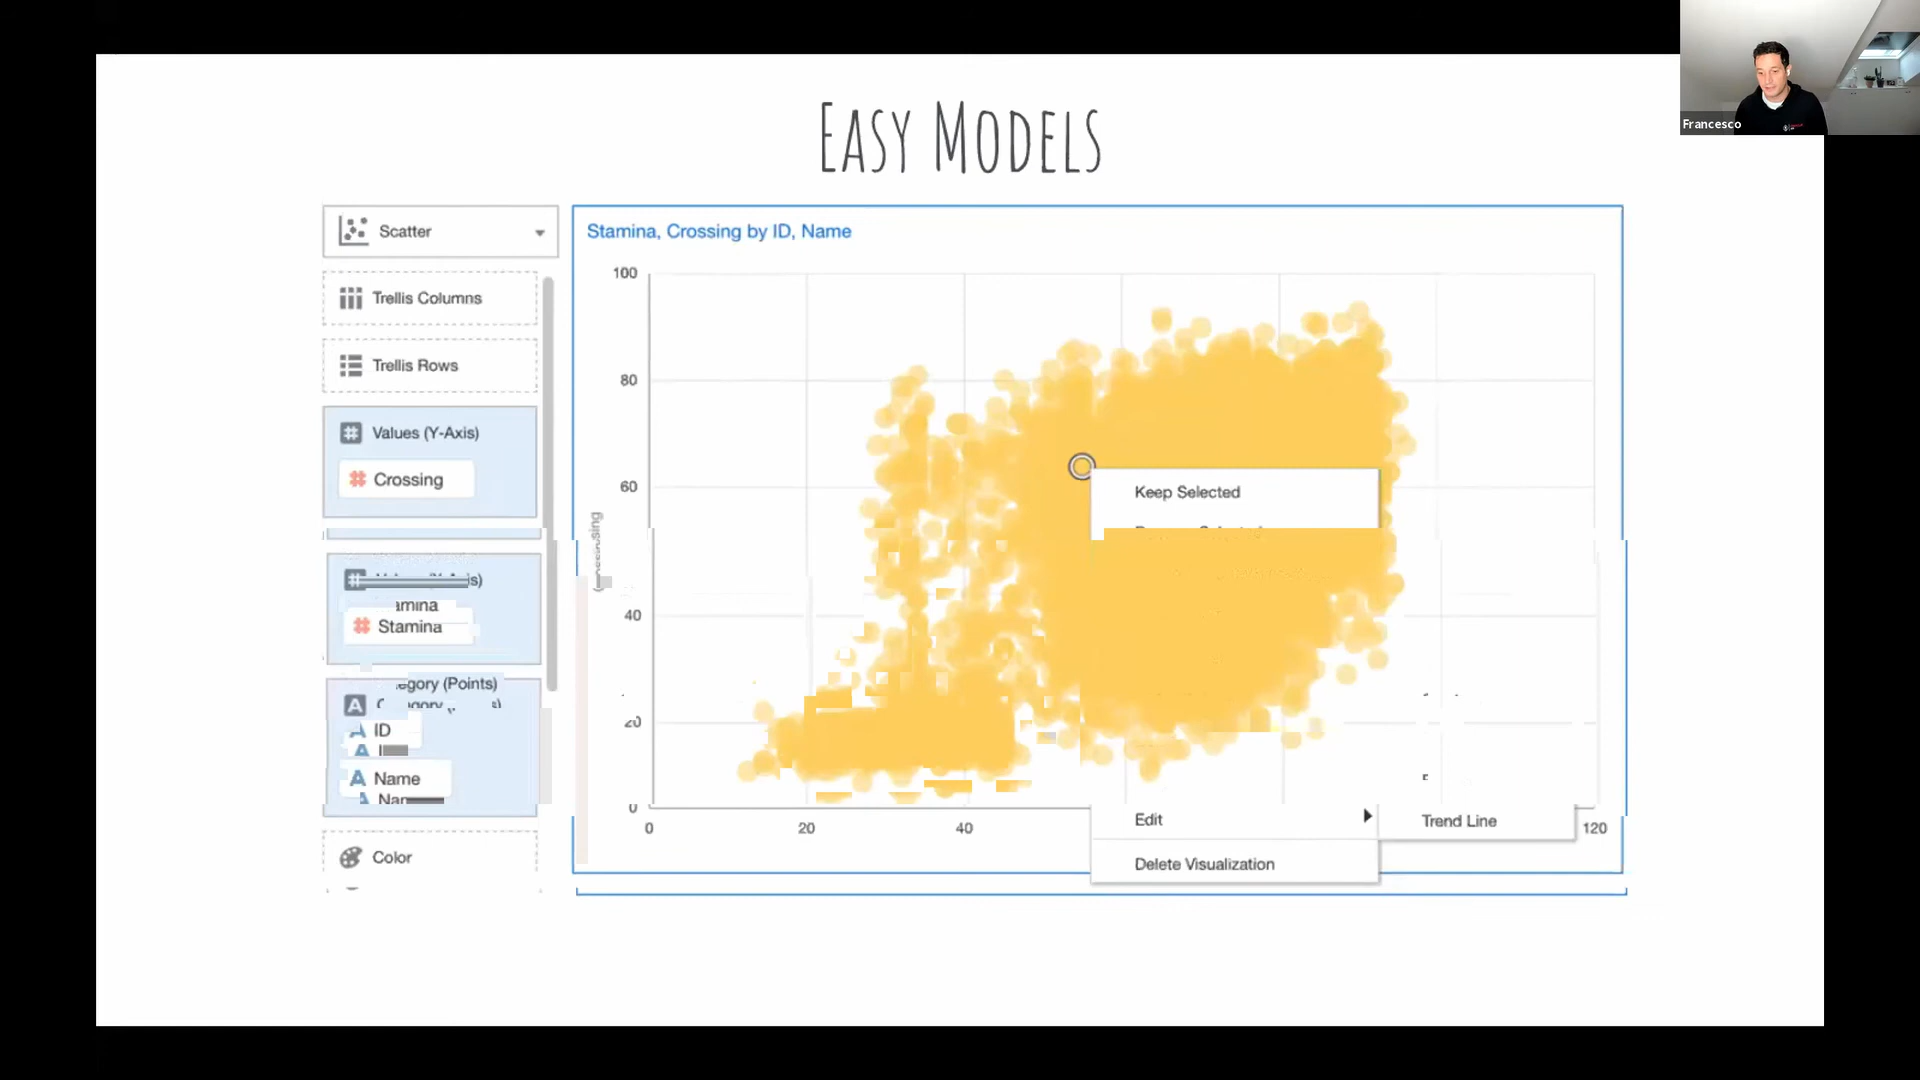 Francesco
EASY MODELS
Scatter
Stamina, Crossing by ID, Name
Trellis Columns
Trellis Rows
Values (Y-Axis)
Crossing
Stamina
ID
Name
Color
100
80
60
40
20
0
0
20
40
120
Keep Selected
Edit
Trend Line
Delete Visualization